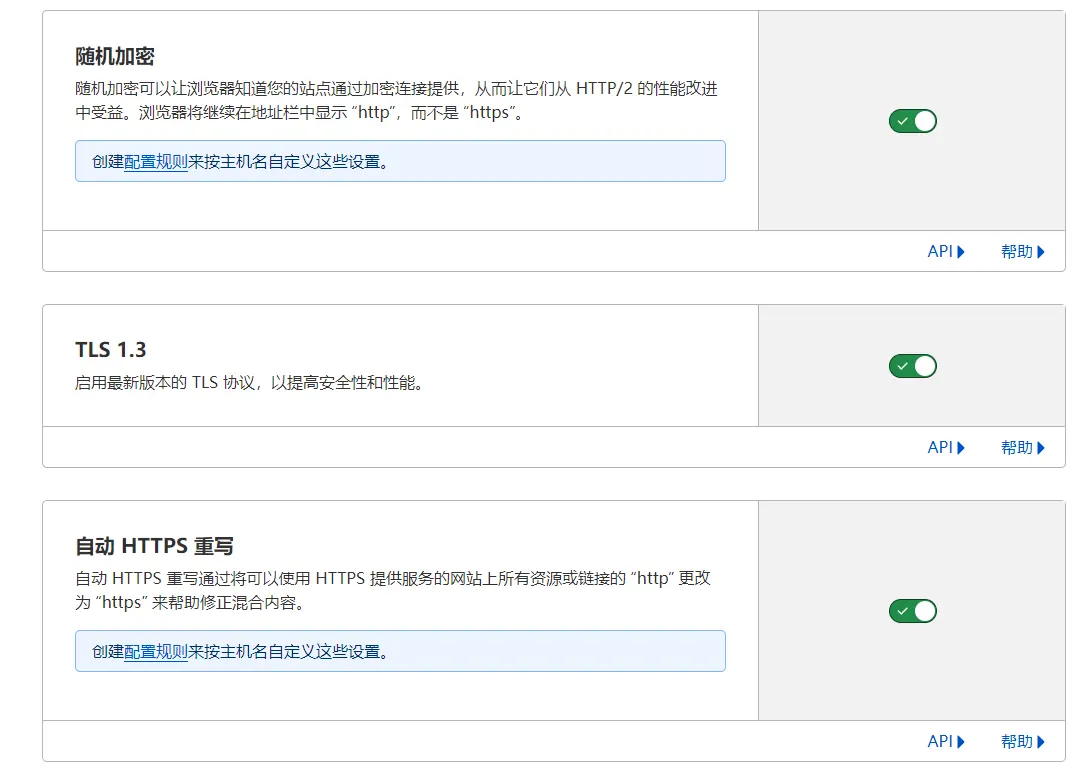 随机加密
随机加密可以让浏览器知道您的站点通过加密连接提供，从而让它们从 HTTP/2 的性能改进
中受益。浏览器将继续在地址栏中显示 “http”，而不是 “https”。
创建配置规则来按主机名自定义这些设置。
API 帮助
TLS 1.3
启用最新版本的 TLS 协议，以提高安全性和性能。
API 帮助
自动 HTTPS 重写
自动 HTTPS 重写通过将可以使用 HTTPS 提供服务的网站上所有资源或链接的 “http” 更改
为 “https” 来帮助修正混合内容。
创建配置规则来按主机名自定义这些设置。
API 帮助